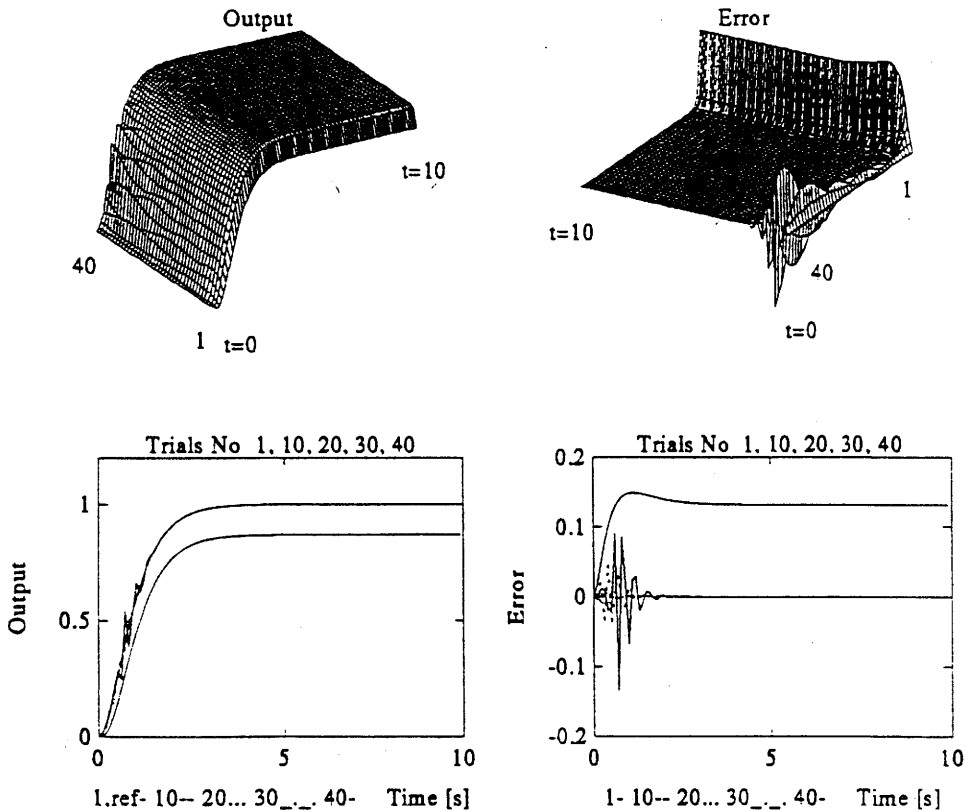 Output
t=10
40
1 t=0
Error
1
t=10
40
t=0
Trials No 1, 10, 20, 30, 40
Output
1
0.5
0
0 5 10
1,ref- 10-- 20... 30_._. 40- Time [s]
Trials No 1, 10, 20, 30, 40
Error
0.2
0.1
0
-0.1
-0.2
0 5 10
1- 10-- 20... 30_._. 40- Time [s]